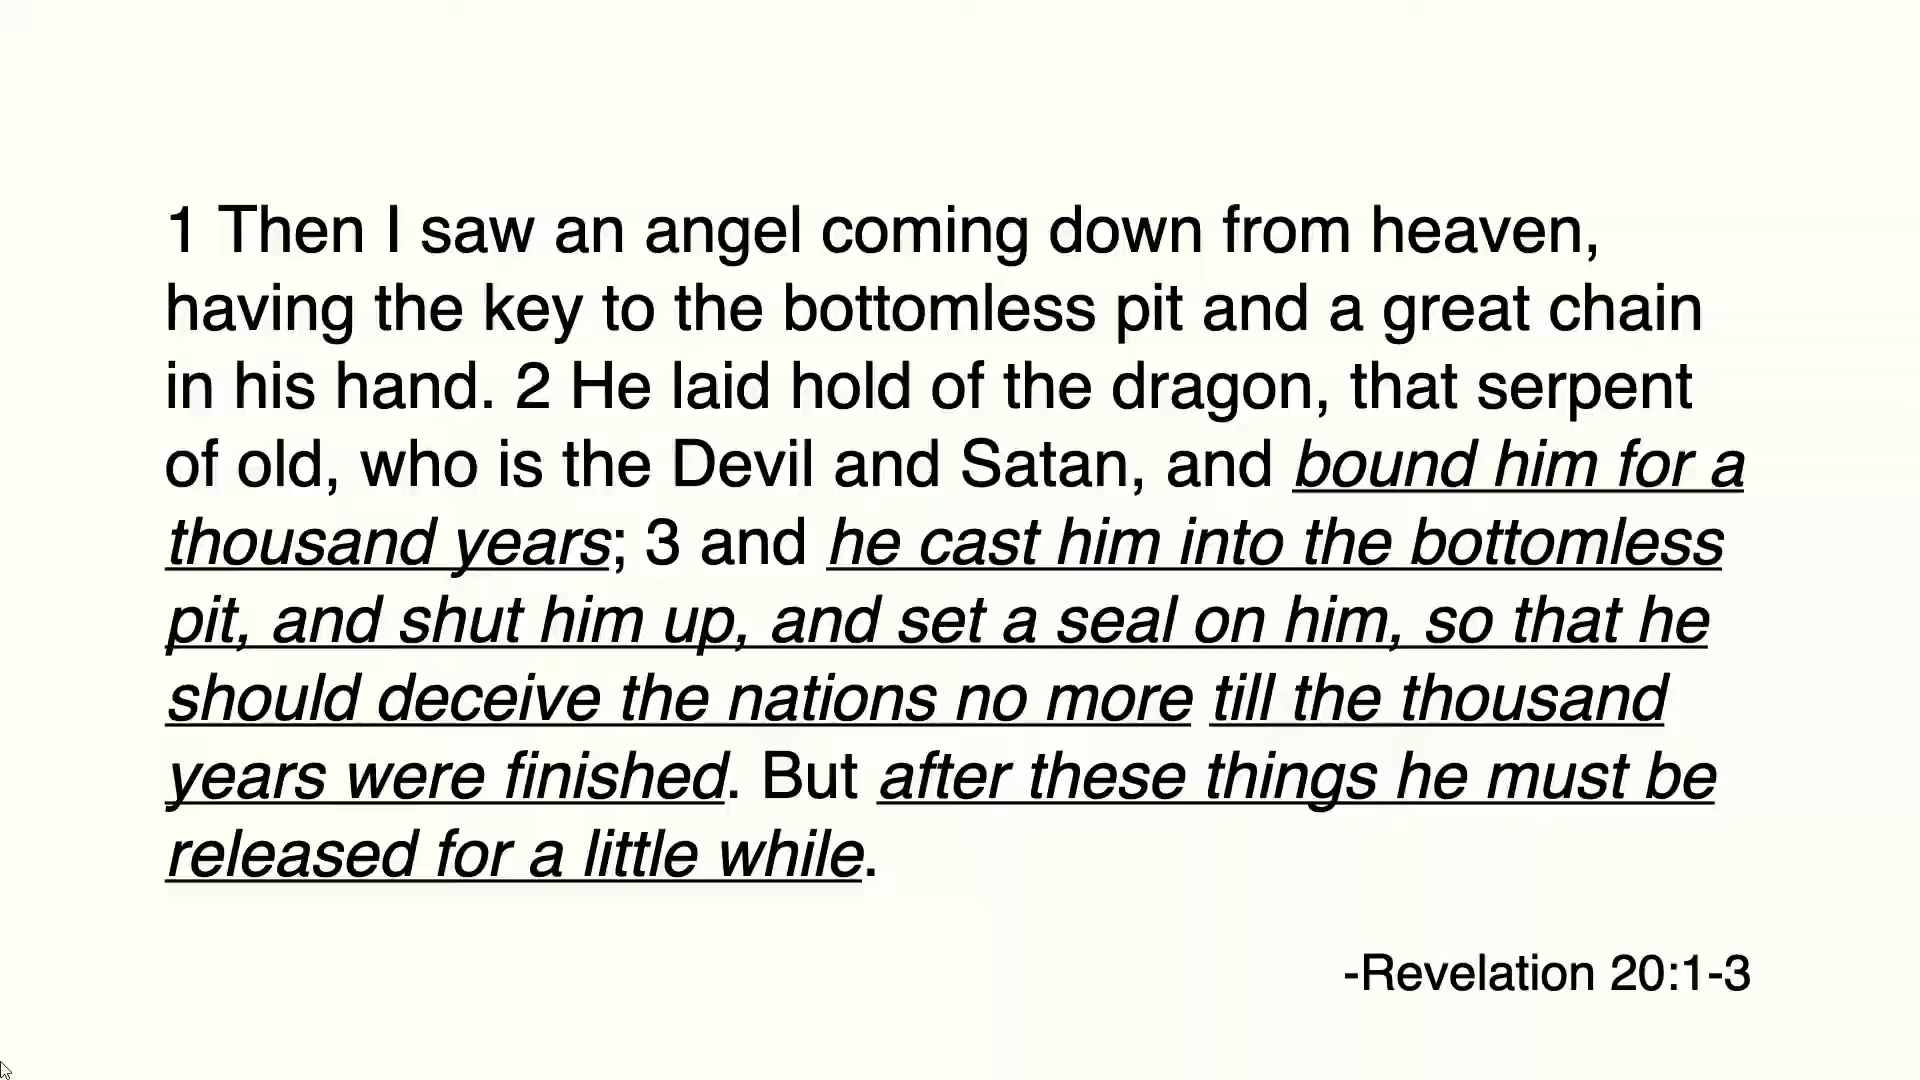 1 Then I saw an angel coming down from heaven,
having the key to the bottomless pit and a great chain
in his hand. 2 He laid hold of the dragon, that serpent
of old, who is the Devil and Satan, and bound him for a
thousand years; 3 and he cast him into the bottomless
pit, and shut him up, and set a seal on him, so that he
should deceive the nations no more till the thousand
years were finished. But after these things he must be
released for a little while.
-Revelation 20:1-3